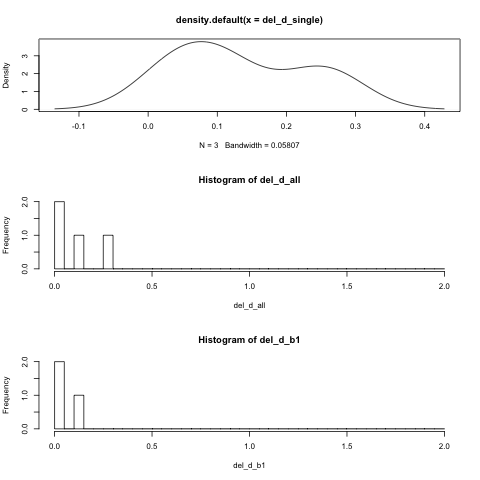 density.default(x = del_d_single)
Density
0 1 2 3
-0.1 0.0 0.1 0.2 0.3 0.4
N = 3 Bandwidth = 0.05807
Histogram of del_d_all
Frequency
0.0 1.0 2.0
0.0 0.5 1.0 1.5 2.0
del_d_all
Histogram of del_d_b1
Frequency
0.0 1.0 2.0
0.0 0.5 1.0 1.5 2.0
del_d_b1